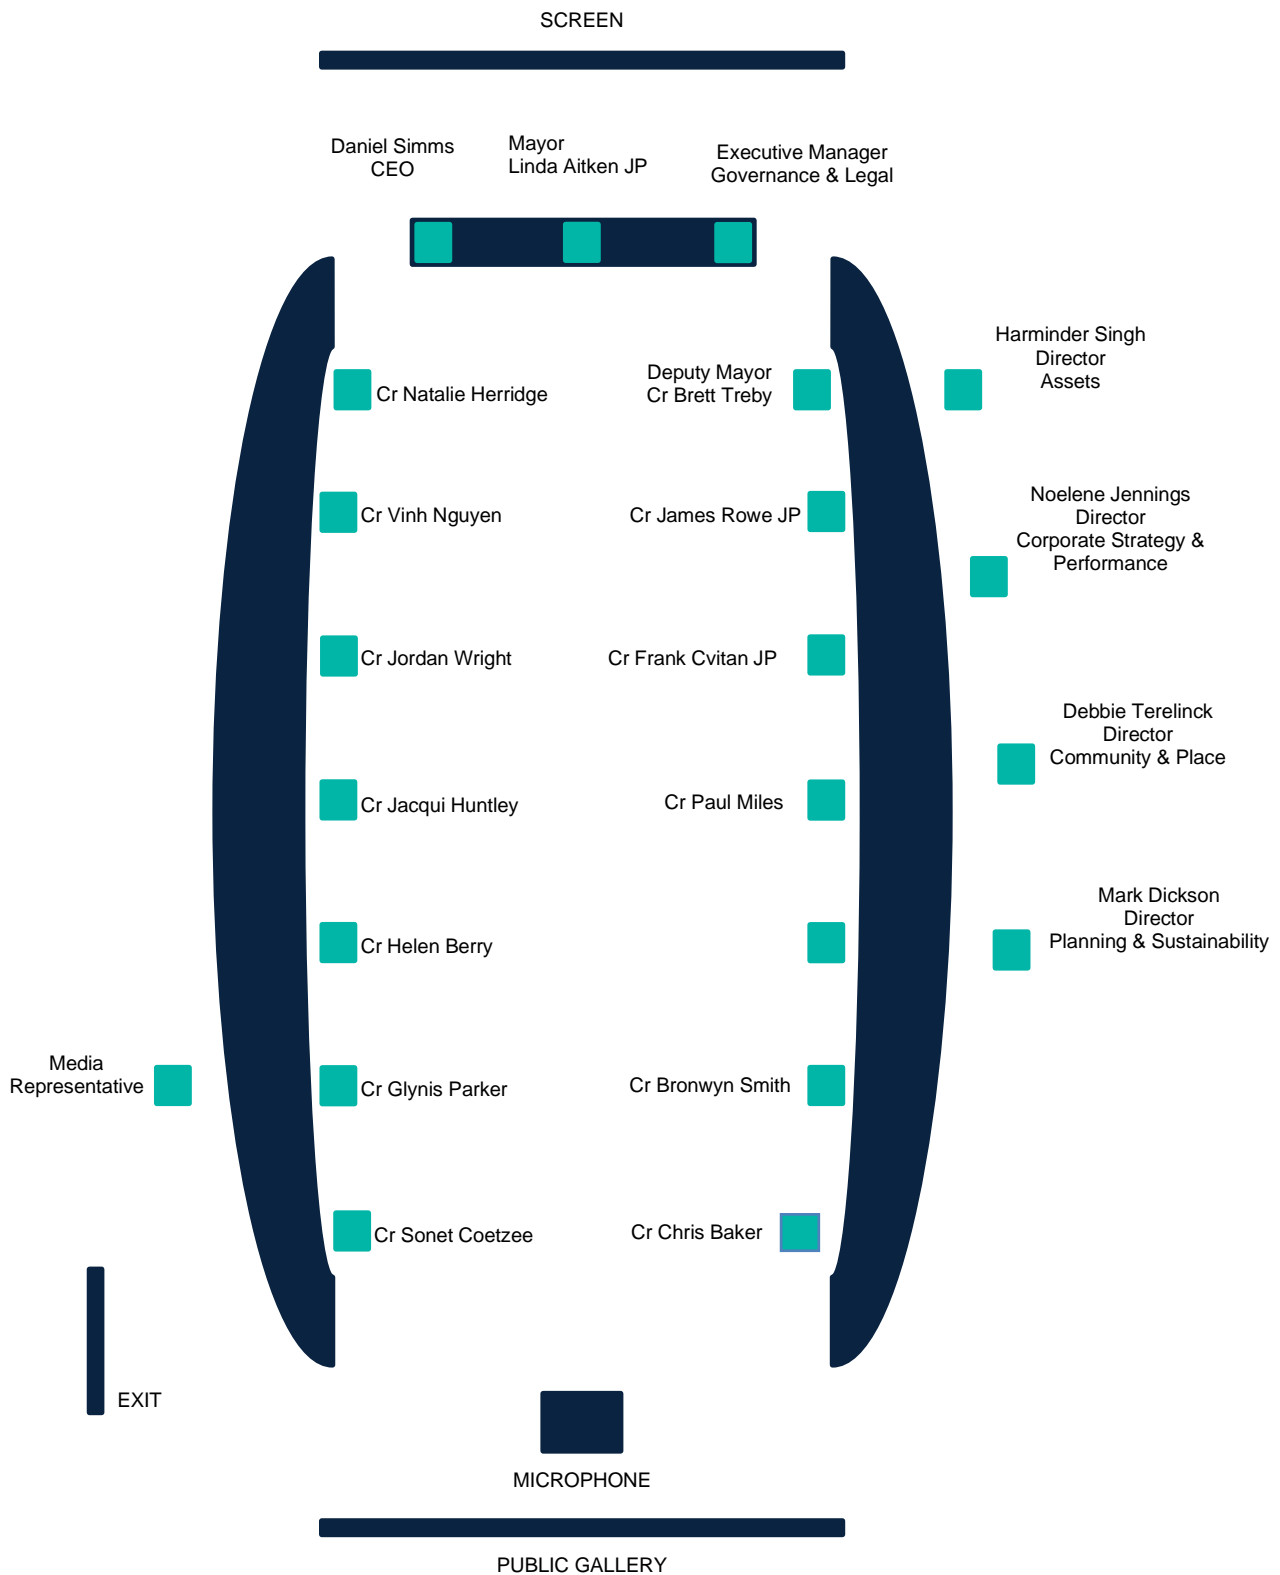 SCREEN
Daniel Simms
CEO
Mayor
Linda Aitken JP
Executive Manager
Governance & Legal
Harminder Singh
Director
Assets
Cr Natalie Herridge
Deputy Mayor
Cr Brett Treby
Noelene Jennings
Director
Corporate Strategy &
Performance
Cr Vinh Nguyen
Cr James Rowe JP
Cr Jordan Wright
Cr Frank Cvitan JP
Debbie Terelinck
Director
Community & Place
Cr Jacqui Huntley
Cr Paul Miles
Mark Dickson
Director
Planning & Sustainability
Cr Helen Berry
Media
Representative
Cr Glynis Parker
Cr Bronwyn Smith
Cr Sonet Coetzee
Cr Chris Baker
EXIT
MICROPHONE
PUBLIC GALLERY